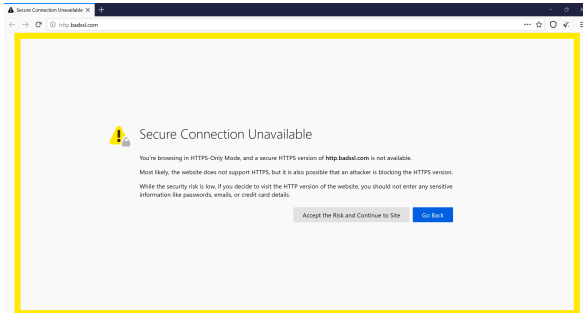 Secure Connection Unavailable
http.badssl.com
Secure Connection Unavailable
You're browsing in HTTPS-Only Mode, and a secure HTTPS version of http.badssl.com is not available.
Most likely, the website does not support HTTPS, but it is also possible that an attacker is blocking the HTTPS version.
While the security risk is low, if you decide to visit the HTTP version of the website, you should not enter any sensitive
information like passwords, emails, or credit card details.
Accept the Risk and Continue to Site
Go Back